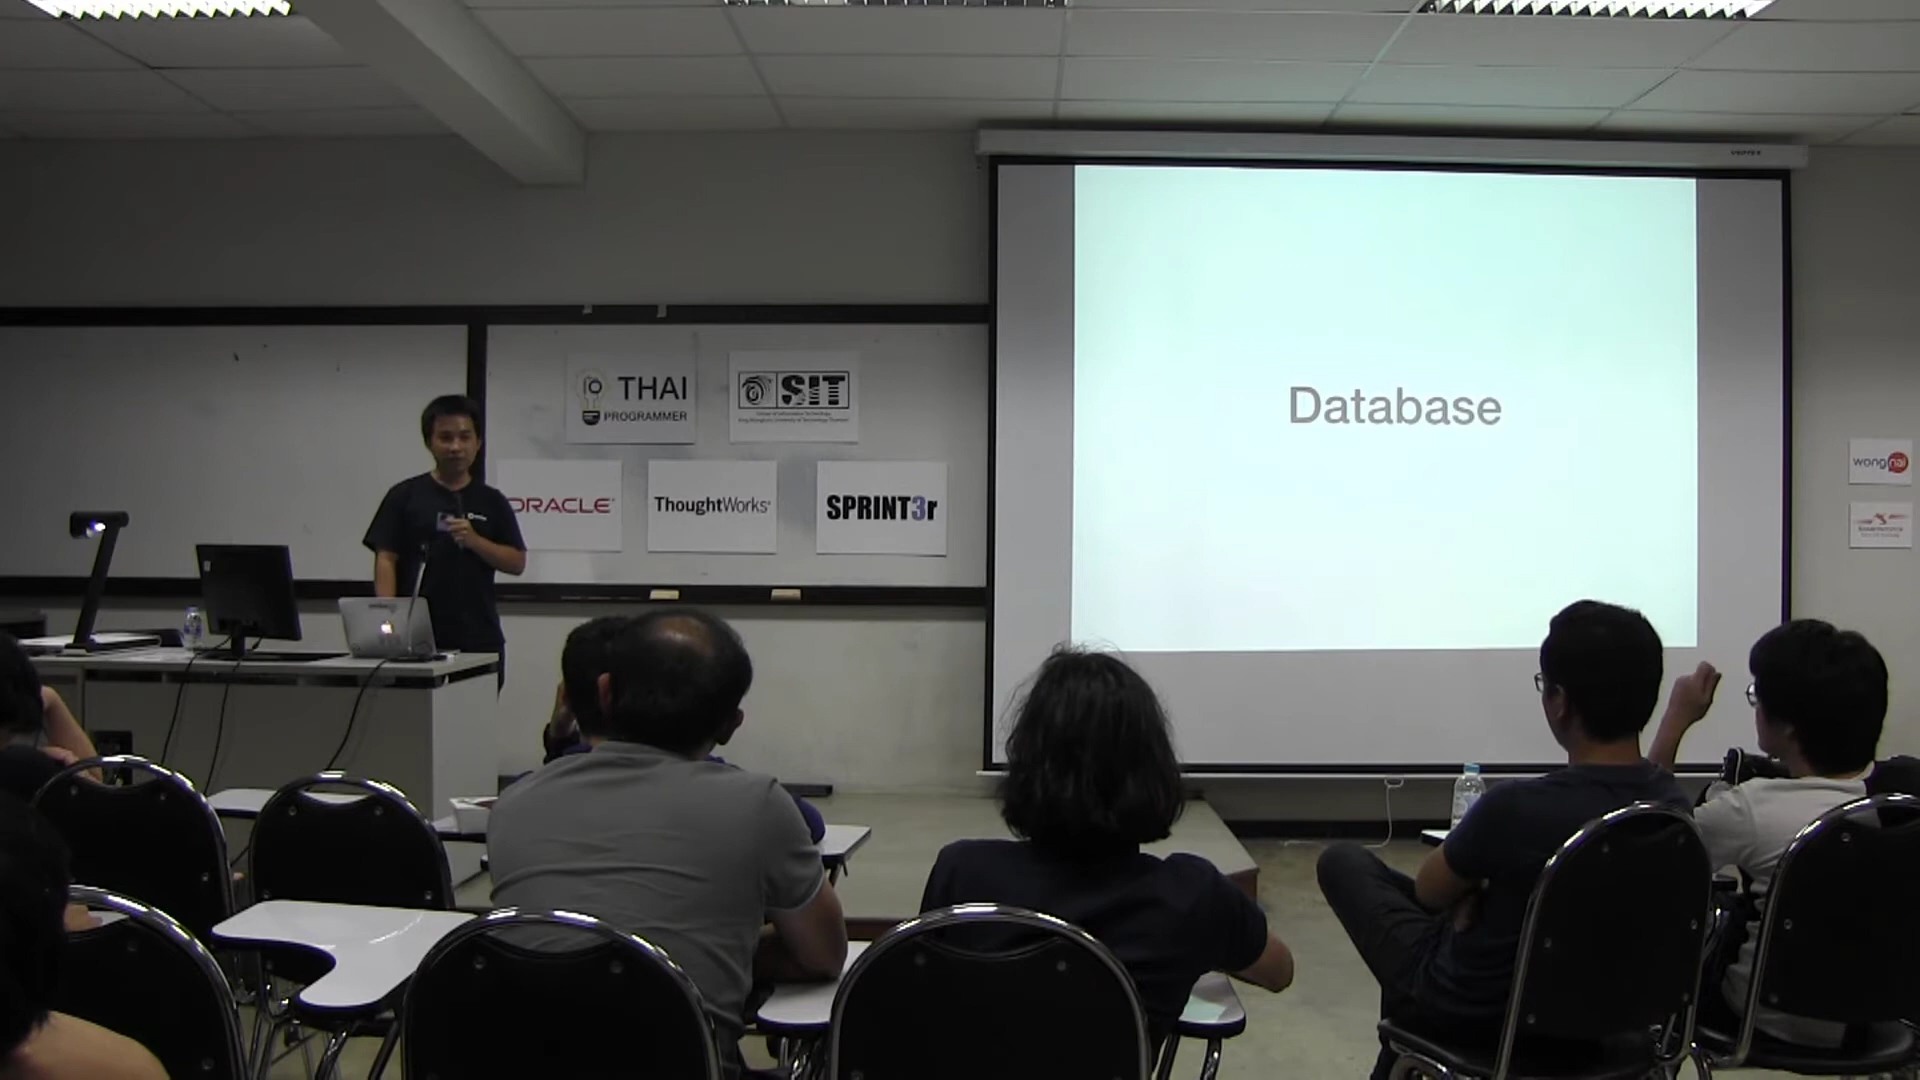 THAI
PROGRAMMER
SIT
ORACLE
ThoughtWorks
SPRINT3r
Database
wongnai